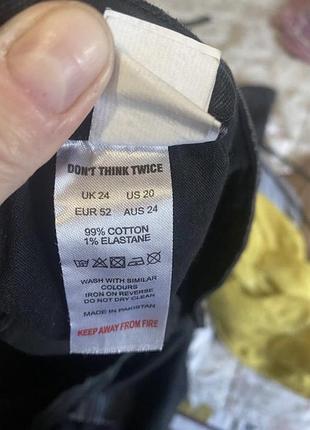 DON'T THINK TWICE
UK 24 US 20
EUR 52 AUS 24
99% COTTON
1% ELASTANE
WASH WITH SIMILAR
COLOURS
IRON ON REVERSE
DO NOT DRY CLEAN
MADE IN PAKISTAN
KEEP AWAY FROM FIRE